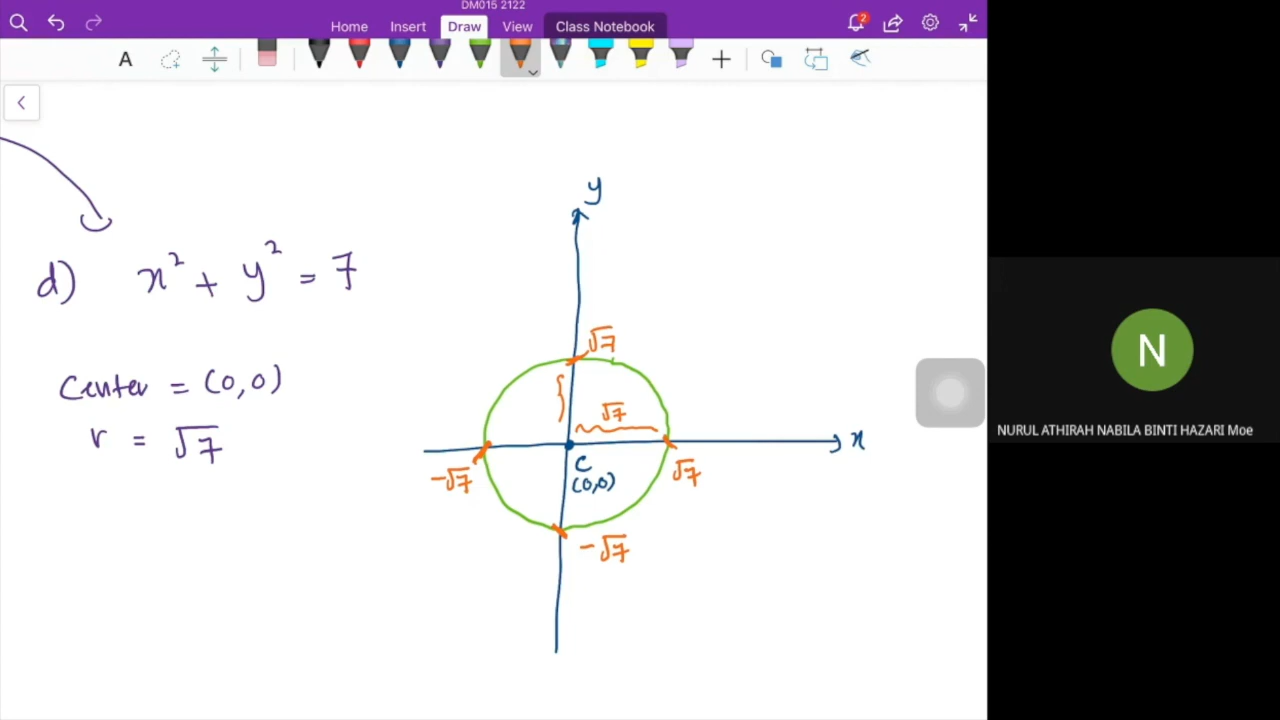 DM015 2122
Home Insert Draw View Class Notebook
2
A
d) x² + y² = 7
Center = (0,0)
r = √7
y
√7
√7
x
-√7
C
(0,0)
√7
-√7
N
NURUL ATHIRAH NABILA BINTI HAZARI Moe